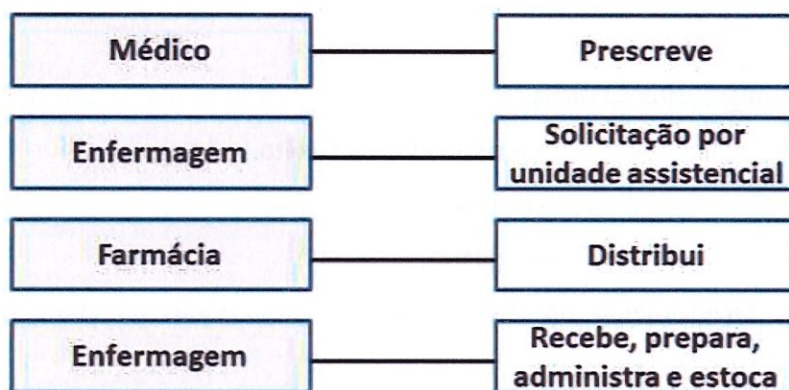 Médico
Prescreve
Enfermagem
Solicitação por
unidade assistencial
Farmácia
Distribui
Enfermagem
Recebe, prepara,
administra e estoca